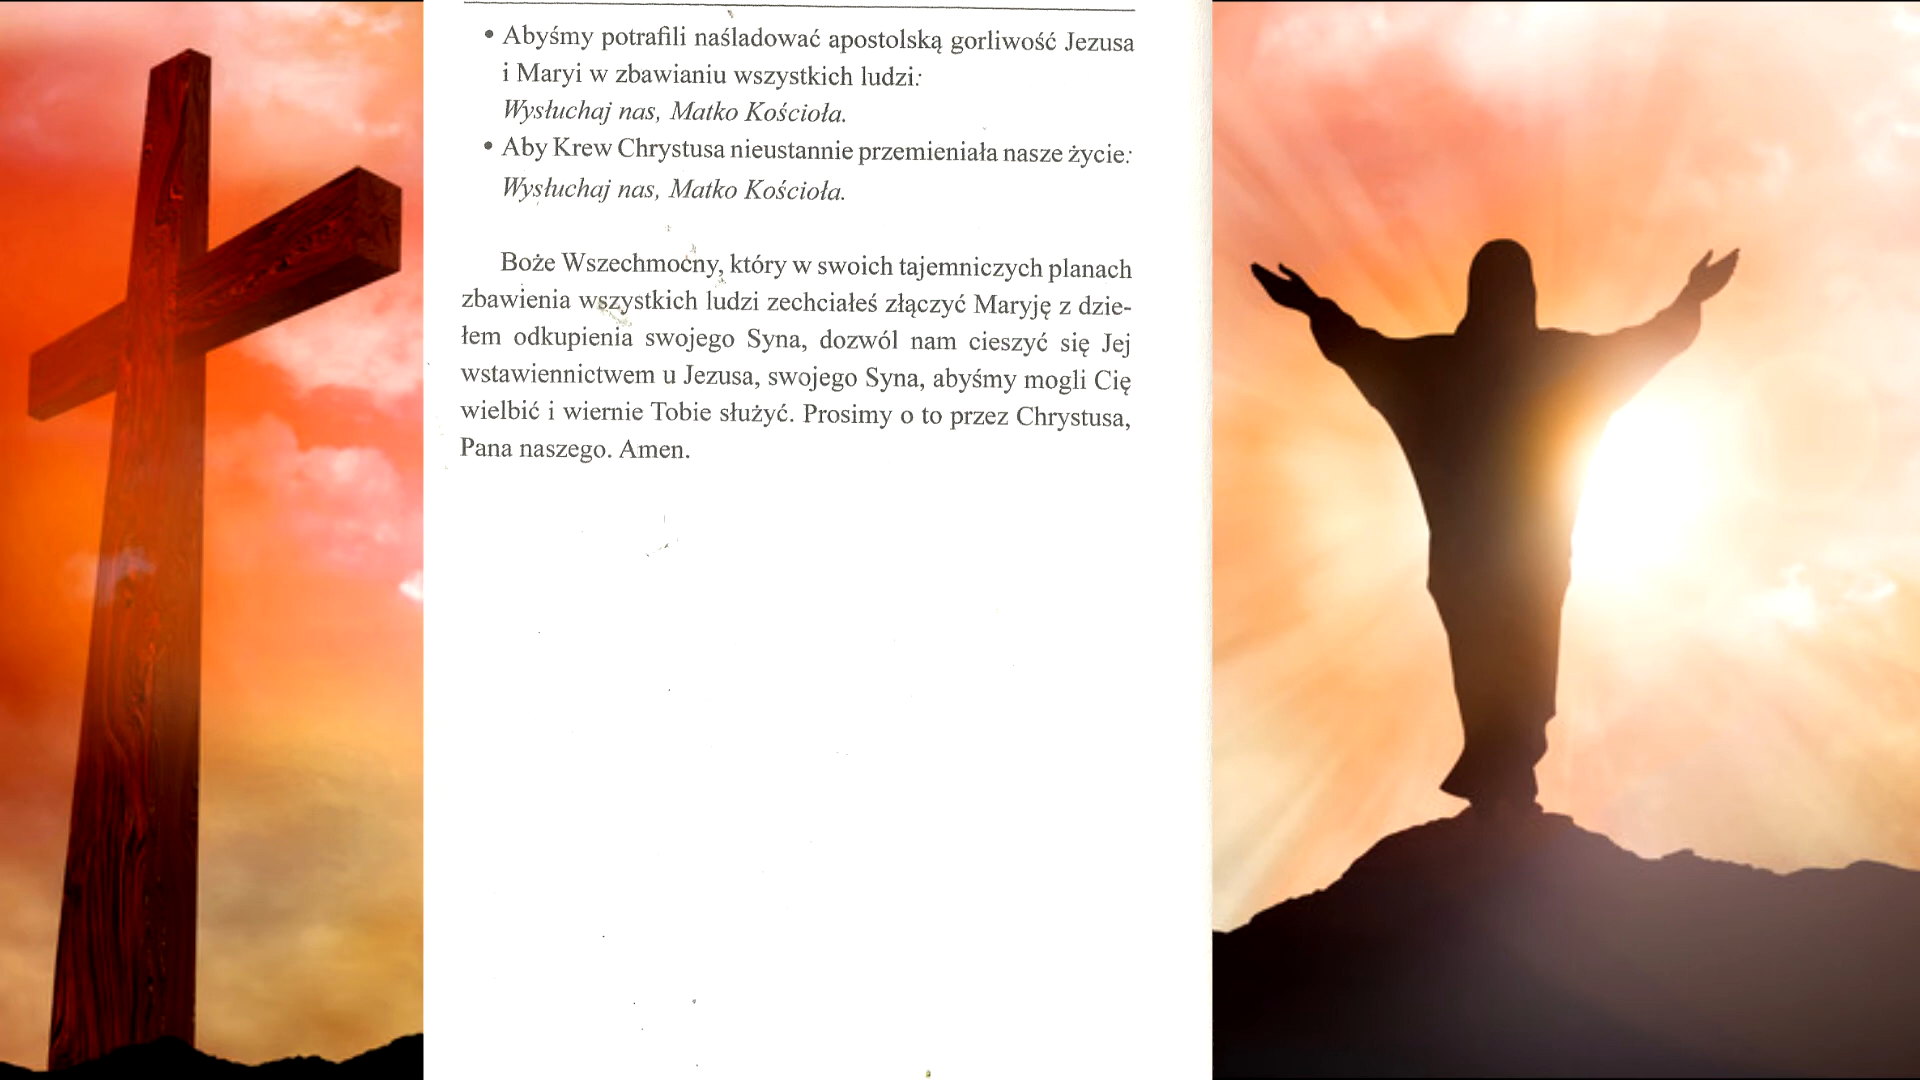 • Abyśmy potrafili naśladować apostolską gorliwość Jezusa
i Maryi w zbawianiu wszystkich ludzi:
Wysłuchaj nas, Matko Kościoła.
• Aby Krew Chrystusa nieustannie przemieniała nasze życie:
Wysłuchaj nas, Matko Kościoła.
Boże Wszechmocny, który w swoich tajemniczych planach
zbawienia wszystkich ludzi zechciałeś złączyć Maryję z dzie-
łem odkupienia swojego Syna, dozwól nam cieszyć się Jej
wstawiennictwem u Jezusa, swojego Syna, abyśmy mogli Cię
wielbić i wiernie Tobie służyć. Prosimy o to przez Chrystusa,
Pana naszego. Amen.